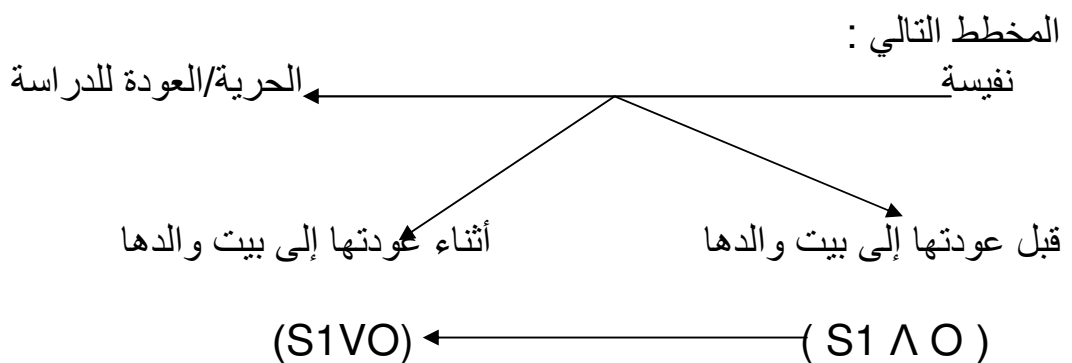 المخطط التالي :
نفيسة الحرية/العودة للدراسة
قبل عودتها إلى بيت والدها أثناء عودتها إلى بيت والدها
( S1 Λ O ) (S1VO)